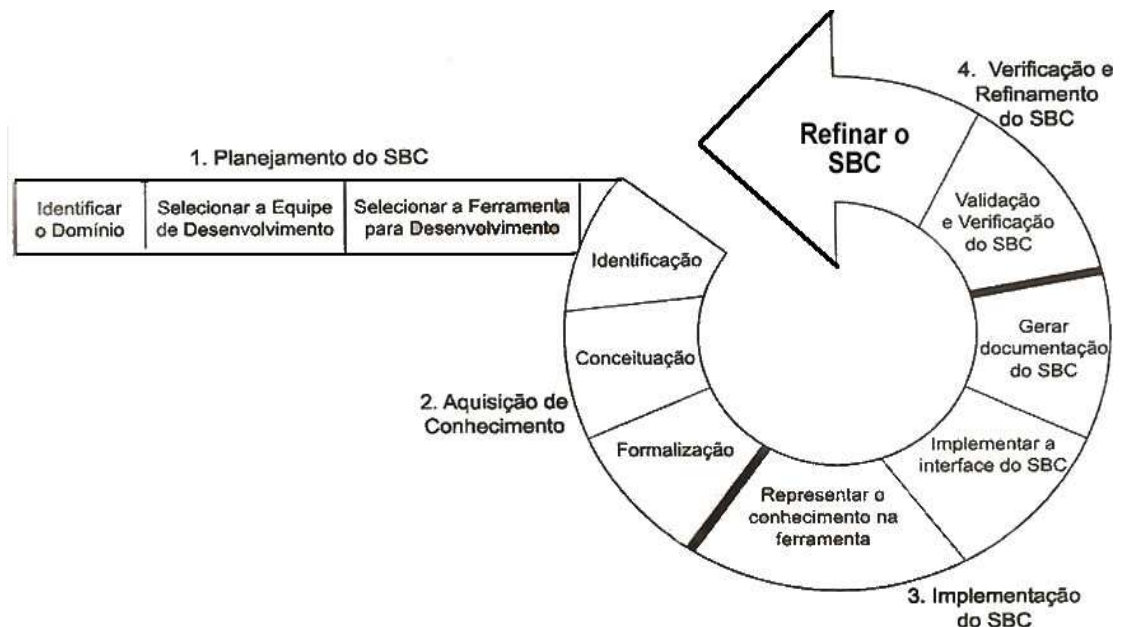 1. Planejamento do SBC
Identificar
o Domínio
Selecionar a Equipe
de Desenvolvimento
Selecionar a Ferramenta
para Desenvolvimento
Identificação
Conceituação
2. Aquisição de
Conhecimento
Formalização
Representar o
conhecimento na
ferramenta
3. Implementação
do SBC
Implementar a
interface do SBC
Gerar
documentação
do SBC
4. Verificação e
Refinamento
do SBC
Validação
e Verificação
do SBC
Refinar o
SBC